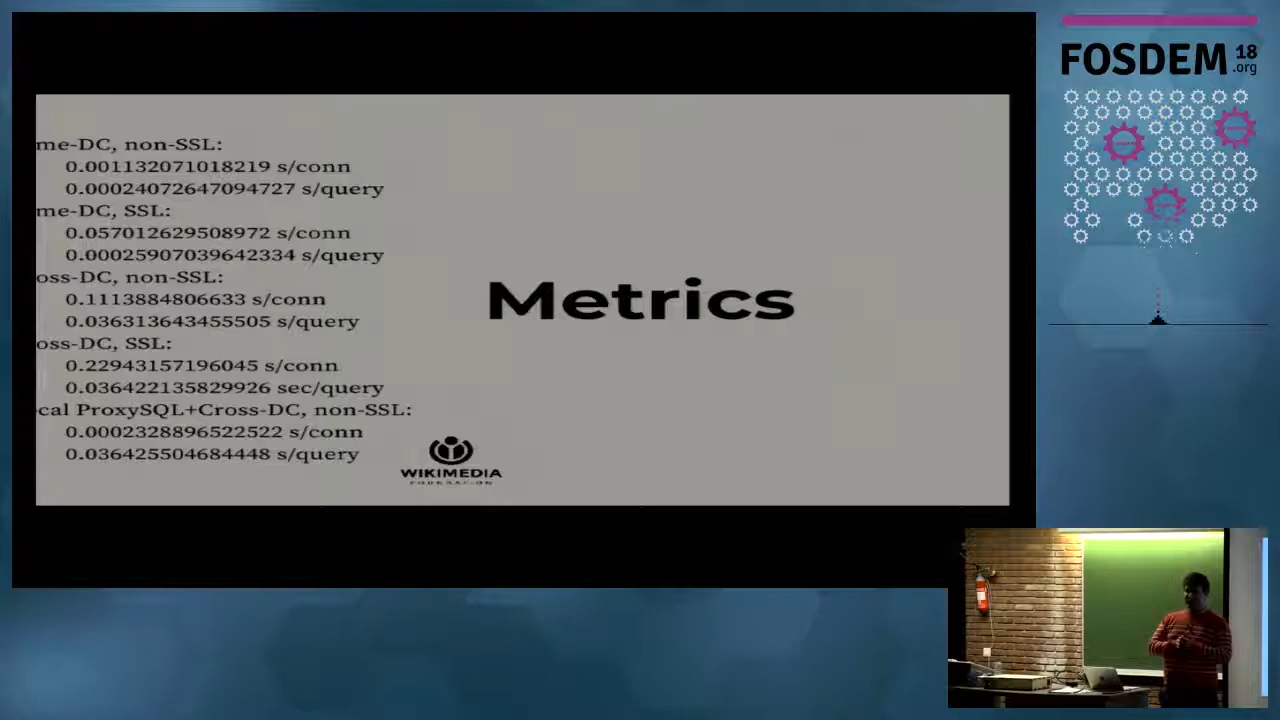 me-DC, non-SSL:
0.001132071018219 s/conn
0.00024072647094727 s/query
me-DC, SSL:
0.057012629508972 s/conn
0.00025907039642334 s/query
oss-DC, non-SSL:
0.1113884806633 s/conn
0.036313643455505 s/query
oss-DC, SSL:
0.22943157196045 s/conn
0.036422135829926 sec/query
cal ProxySQL+Cross-DC, non-SSL:
0.0002328896522522 s/conn
0.036425504684448 s/query
Metrics
WIKIMEDIA
FOSDEM 18
.org